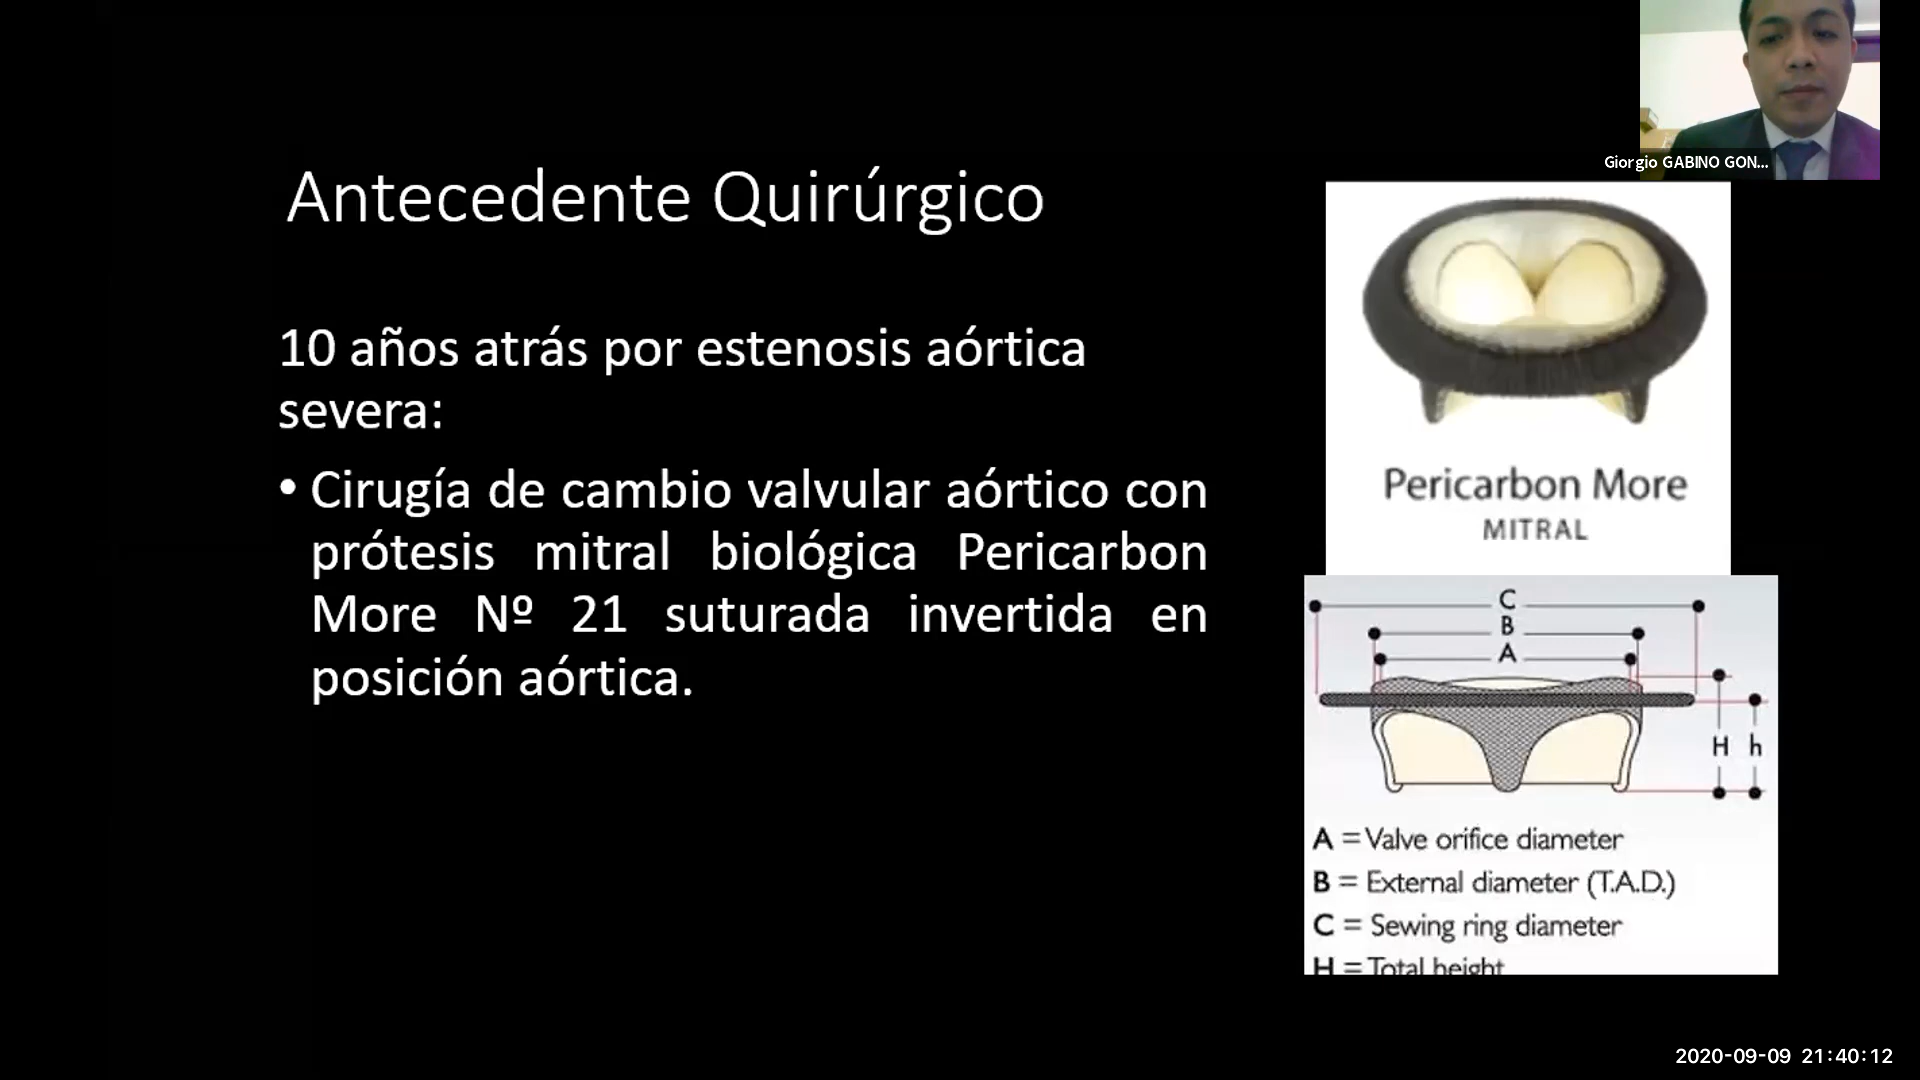 Giorgio GABINO GON...
Antecedente Quirúrgico
10 años atrás por estenosis aórtica
severa:
• Cirugía de cambio valvular aórtico con
prótesis mitral biológica Pericarbon
More Nº 21 suturada invertida en
posición aórtica.
Pericarbon More
MITRAL
C
B
A
H h
A = Valve orifice diameter
B = External diameter (T.A.D.)
C = Sewing ring diameter
H = Total height
2020-09-09 21:40:12